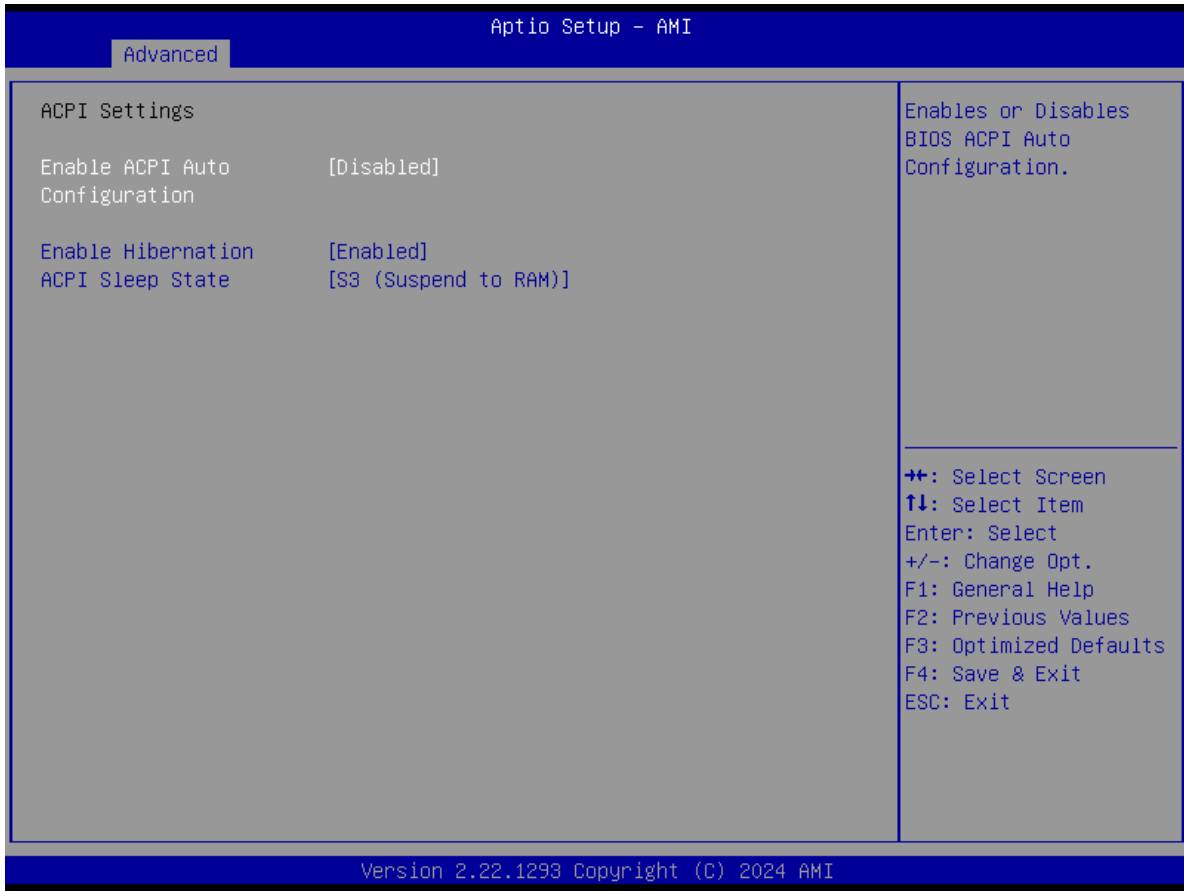 Aptio Setup – AMI
Advanced
ACPI Settings
Enable ACPI Auto Configuration [Disabled]
Enable Hibernation [Enabled]
ACPI Sleep State [S3 (Suspend to RAM)]
Enables or Disables
BIOS ACPI Auto
Configuration.
→←: Select Screen
↑↓: Select Item
Enter: Select
+/-: Change Opt.
F1: General Help
F2: Previous Values
F3: Optimized Defaults
F4: Save & Exit
ESC: Exit
Version 2.22.1293 Copyright (C) 2024 AMI